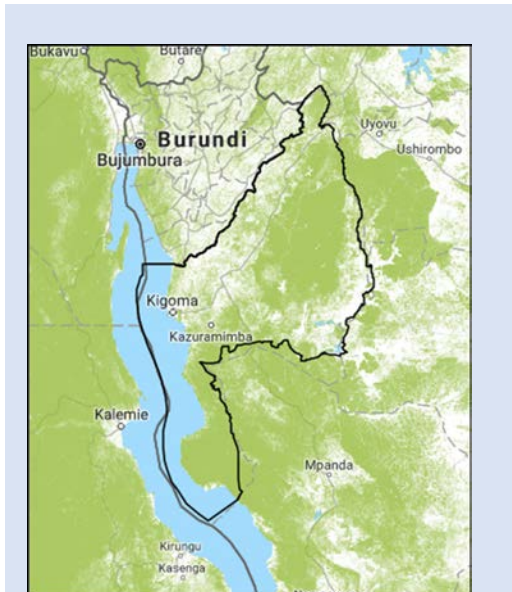 Bukavu
Butare
Burundi
Bujumbura
Uyovu
Ushirombo
Kigoma
Kazuramimba
Kalemie
Mpanda
Kirungu
Kasenga